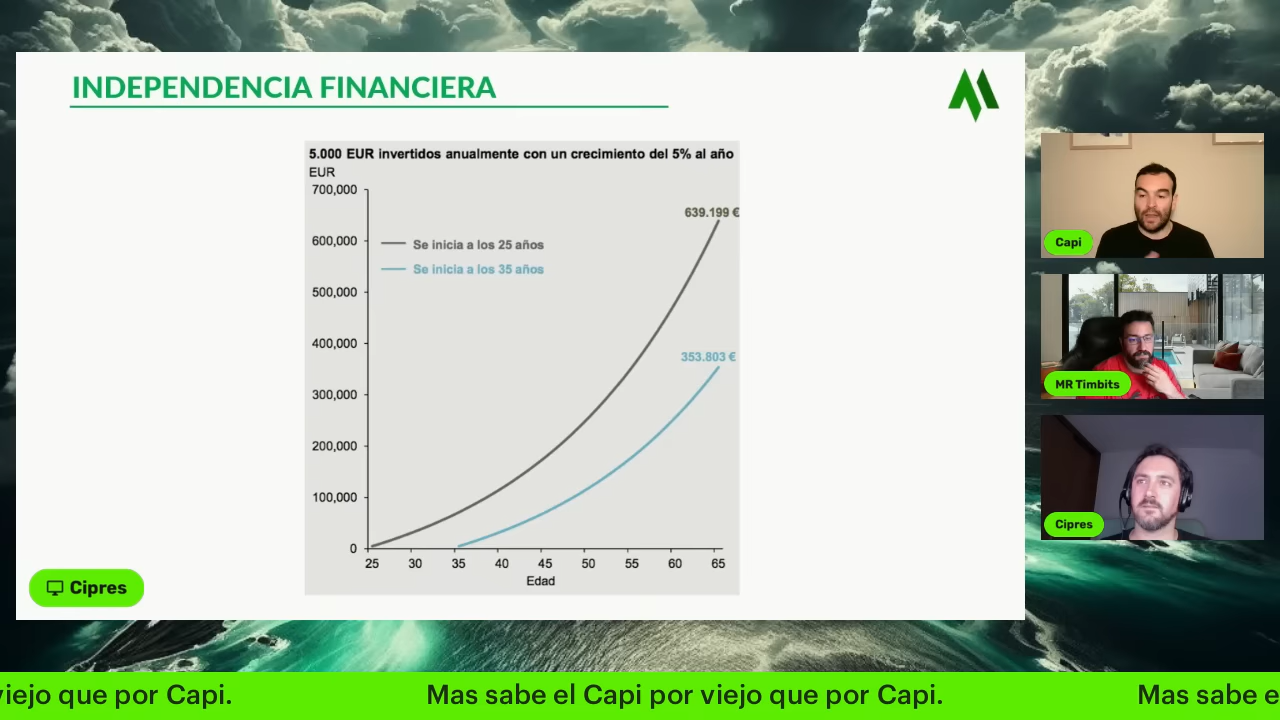 INDEPENDENCIA FINANCIERA
5.000 EUR invertidos anualmente con un crecimiento del 5% al año
EUR
700,000
600,000
500,000
400,000
300,000
200,000
100,000
0
639.199 €
Se inicia a los 25 años
Se inicia a los 35 años
353.803 €
25 30 35 40 45 50 55 60 65
Edad
Cipres
Capi
MR Timbits
Cipres
viejo que por Capi. Mas sabe el Capi por viejo que por Capi. Mas sabe e